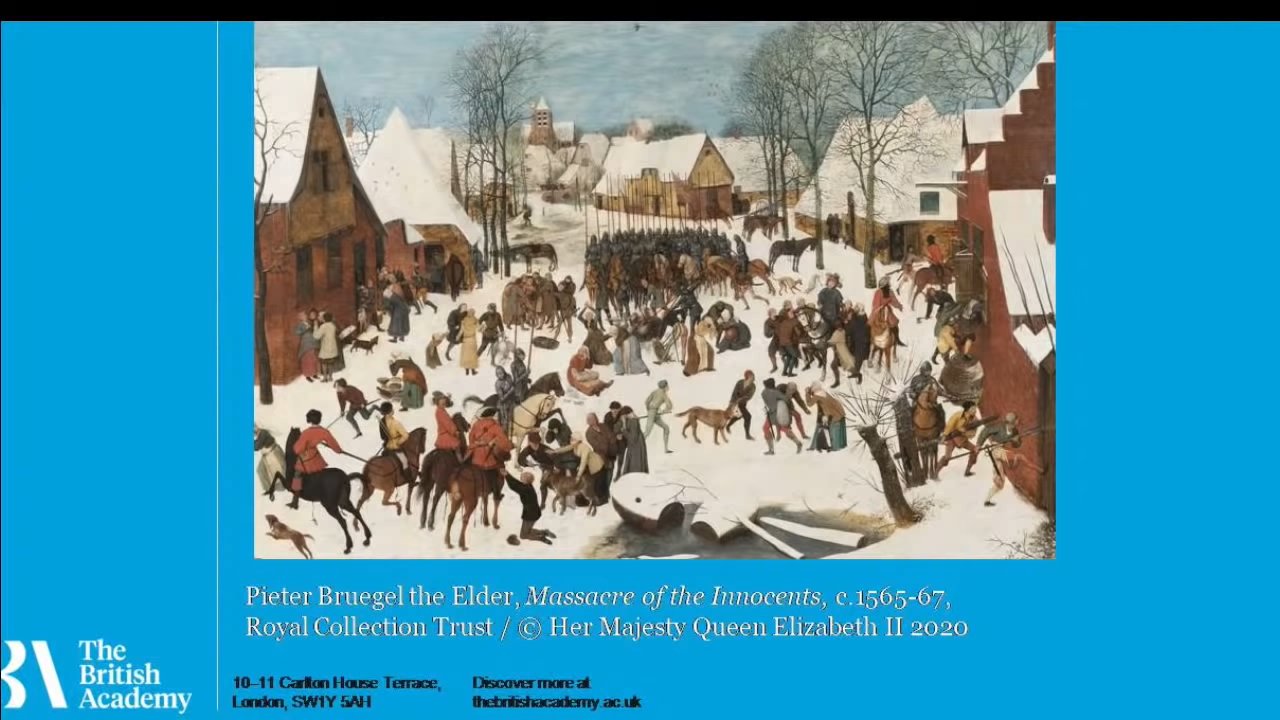 Pieter Bruegel the Elder, Massacre of the Innocents, c.1565-67,
Royal Collection Trust / © Her Majesty Queen Elizabeth II 2020
BA
The
British
Academy
10–11 Carlton House Terrace,
London, SW1Y 5AH
Discover more at
thebritishacademy.ac.uk